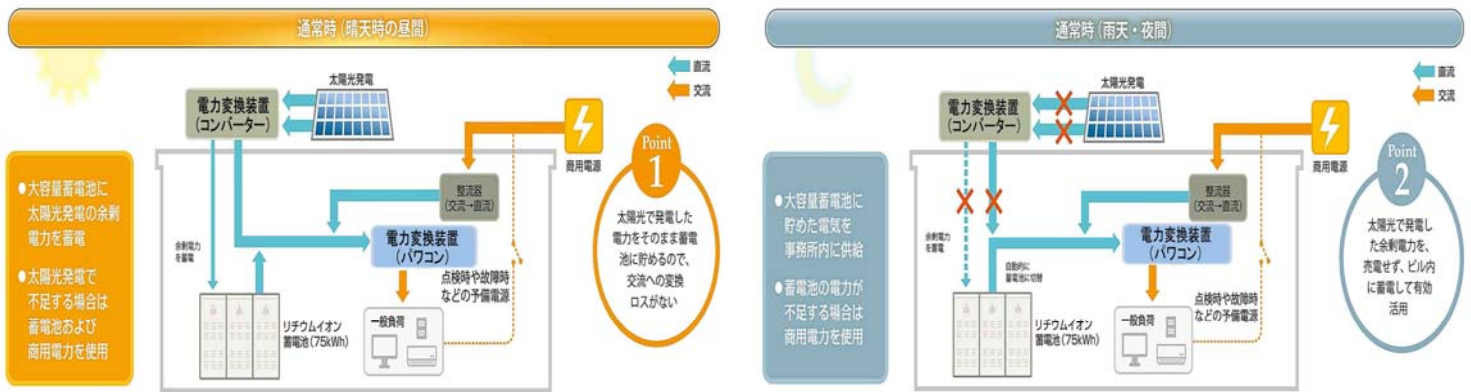 通常時(晴天時の昼間)
直流
交流
太陽光発電
電力変換装置
(コンバーター)
商用電源
●大容量蓄電池に
太陽光発電の余剰
電力を蓄電
●太陽光発電で
不足する場合は
蓄電池および
商用電力を使用
整流器
(交流→直流)
余剰電力
を蓄電
電力変換装置
(パワコン)
点検時や故障時
などの予備電源
一般負荷
リチウムイオン
蓄電池(75kWh)
Point
1
太陽光で発電した
電力をそのまま蓄電
池に貯めるので、
交流への変換
ロスがない
通常時(雨天・夜間)
直流
交流
太陽光発電
電力変換装置
(コンバーター)
商用電源
●大容量蓄電池に
貯めた電気を
事務所内に供給
●蓄電池の電力が
不足する場合は
商用電力を使用
整流器
(交流→直流)
余剰電力
を蓄電
自動的に
蓄電池に切替
電力変換装置
(パワコン)
点検時や故障時
などの予備電源
一般負荷
リチウムイオン
蓄電池(75kWh)
Point
2
太陽光で発電し
た余剰電力を、
売電せず、ビル内
に蓄電して有効
活用